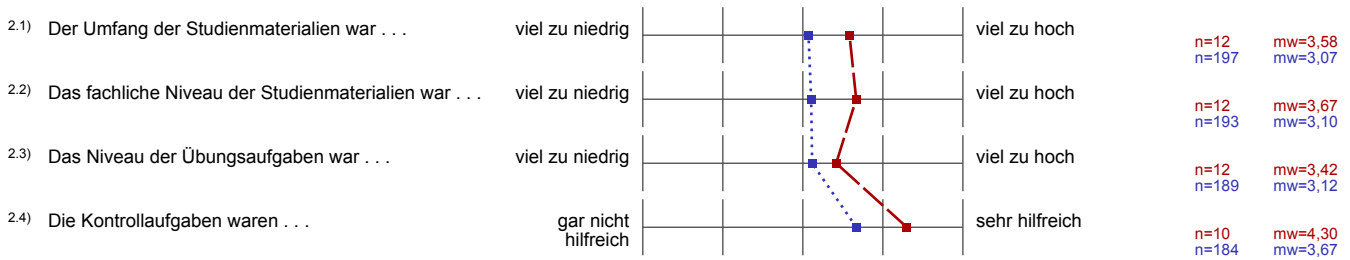 2.1) Der Umfang der Studienmaterialien war . . . viel zu niedrig viel zu hoch n=12 mw=3,58
n=197 mw=3,07
2.2) Das fachliche Niveau der Studienmaterialien war . . . viel zu niedrig viel zu hoch n=12 mw=3,67
n=193 mw=3,10
2.3) Das Niveau der Übungsaufgaben war . . . viel zu niedrig viel zu hoch n=12 mw=3,42
n=189 mw=3,12
2.4) Die Kontrollaufgaben waren . . . gar nicht sehr hilfreich n=10 mw=4,30
hilfreich n=184 mw=3,67